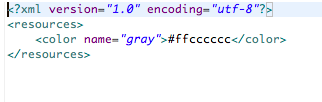 <?xml version="1.0" encoding="utf-8"?>
<resources>
    <color name="gray">#ffcccccc</color>
</resources>